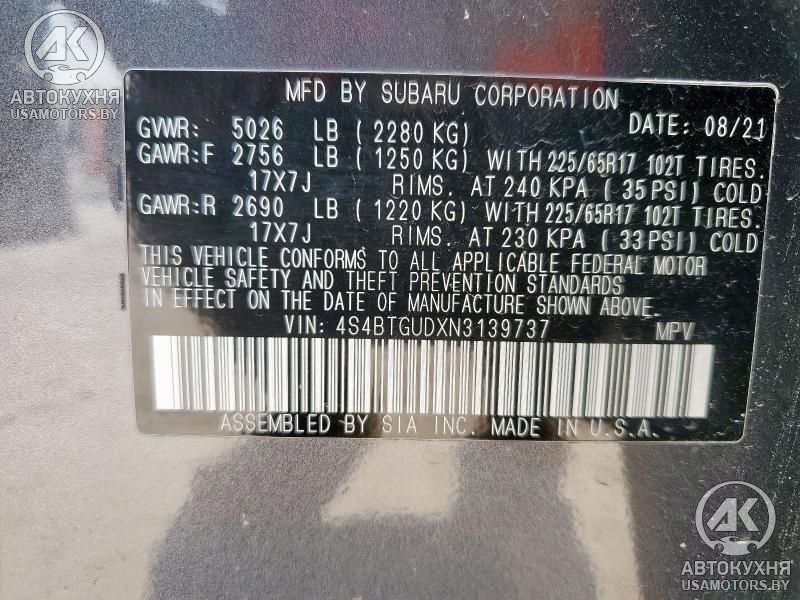 AK
АВТОКУХНЯ
USAMOTORS.BY
MFD BY SUBARU CORPORATION
GVWR: 5026 LB ( 2280 KG) DATE: 08/21
GAWR:F 2756 LB ( 1250 KG) WITH 225/65R17 102T TIRES.
17X7J RIMS. AT 240 KPA ( 35 PSI) COLD
GAWR:R 2690 LB ( 1220 KG) WITH 225/65R17 102T TIRES.
17X7J RIMS. AT 230 KPA ( 33 PSI) COLD
THIS VEHICLE CONFORMS TO ALL APPLICABLE FEDERAL MOTOR
VEHICLE SAFETY AND THEFT PREVENTION STANDARDS
IN EFFECT ON THE DATE OF MANUFACTURE SHOWN ABOVE.
VIN: 4S4BTGUDXN3139737 MPV
ASSEMBLED BY SIA INC. MADE IN U.S.A.
AK
АВТОКУХНЯ
USAMOTORS.BY